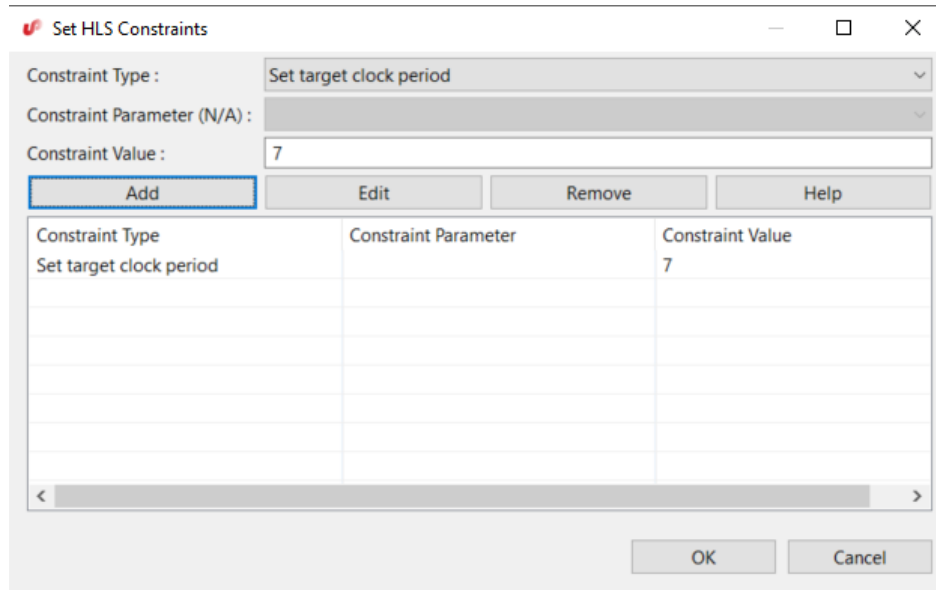 Set HLS Constraints
Constraint Type : Set target clock period
Constraint Parameter (N/A) :
Constraint Value : 7
Add Edit Remove Help
Constraint Type Constraint Parameter Constraint Value
Set target clock period 7
OK Cancel